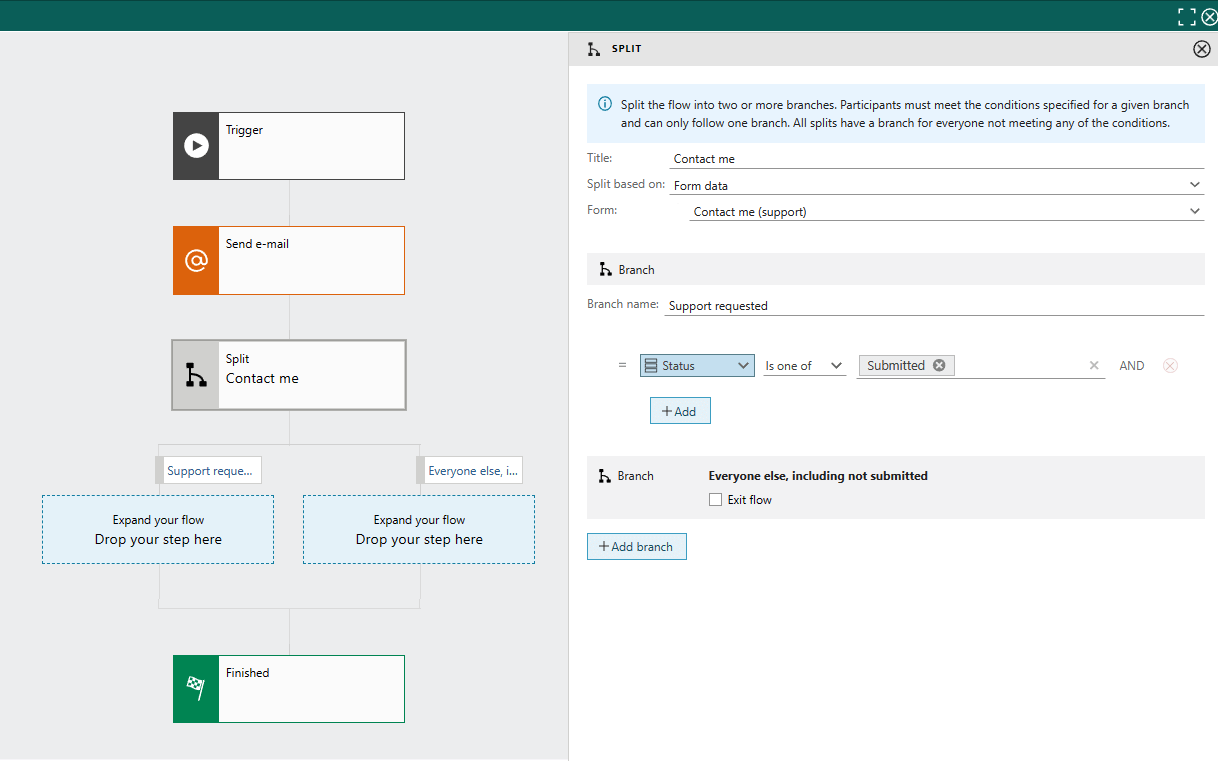 Trigger
Send e-mail
Split
Contact me
Support reque...
Everyone else, i...
Expand your flow
Drop your step here
Expand your flow
Drop your step here
Finished
SPLIT
Split the flow into two or more branches. Participants must meet the conditions specified for a given branch
and can only follow one branch. All splits have a branch for everyone not meeting any of the conditions.
Title: Contact me
Split based on: Form data
Form: Contact me (support)
Branch
Branch name: Support requested
= Status Is one of Submitted AND
+ Add
Branch Everyone else, including not submitted
Exit flow
+ Add branch